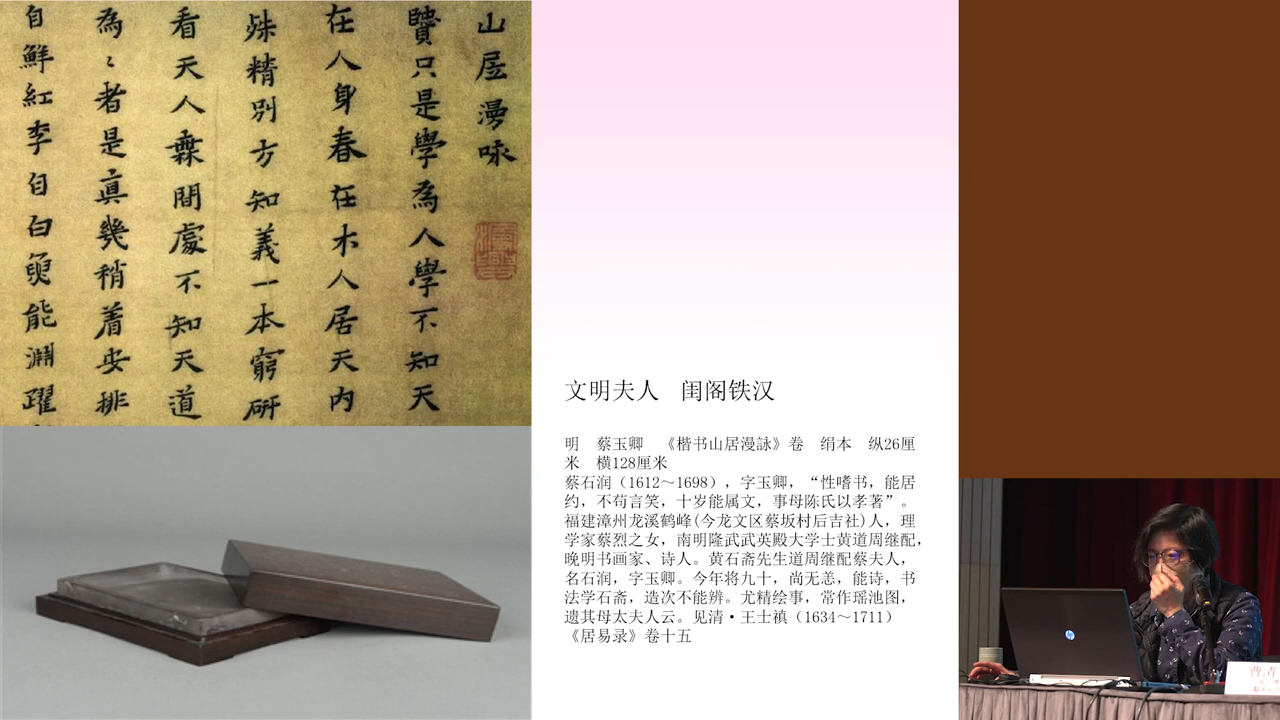 山居漫咏
只是學為人學不知天
在人身春在木人居天內
殊精別方知義一本窮研
看天人無間處不知天道
為〻者是真幾稍着安排
自鮮紅李自白魚能淵躍
文明夫人 闺阁铁汉
明 蔡玉卿 《楷书山居漫詠》卷 绢本 纵26厘
米 横128厘米
蔡石润（1612～1698），字玉卿，“性嗜书，能居
约，不苟言笑，十岁能属文，事母陈氏以孝著”。
福建漳州龙溪鹤峰(今龙文区蔡坂村后吉社)人，理
学家蔡烈之女，南明隆武武英殿大学士黄道周继配，
晚明书画家、诗人。黄石斋先生道周继配蔡夫人，
名石润，字玉卿。今年将九十，尚无恙，能诗，书
法学石斋，造次不能辨。尤精绘事，常作瑶池图，
遗其母太夫人云。见清·王士禛（1634～1711）
《居易录》卷十五
曹清